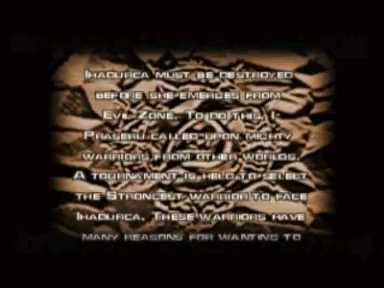 Ihadurca must be destroyed
before she emerges from
Evil Zone. To do this, I-
Praseru called upon mighty
warriors from other worlds.
A tournament is held to select
the Strongest warrior to face
Ihadurca. These warriors have
many reasons for wanting to